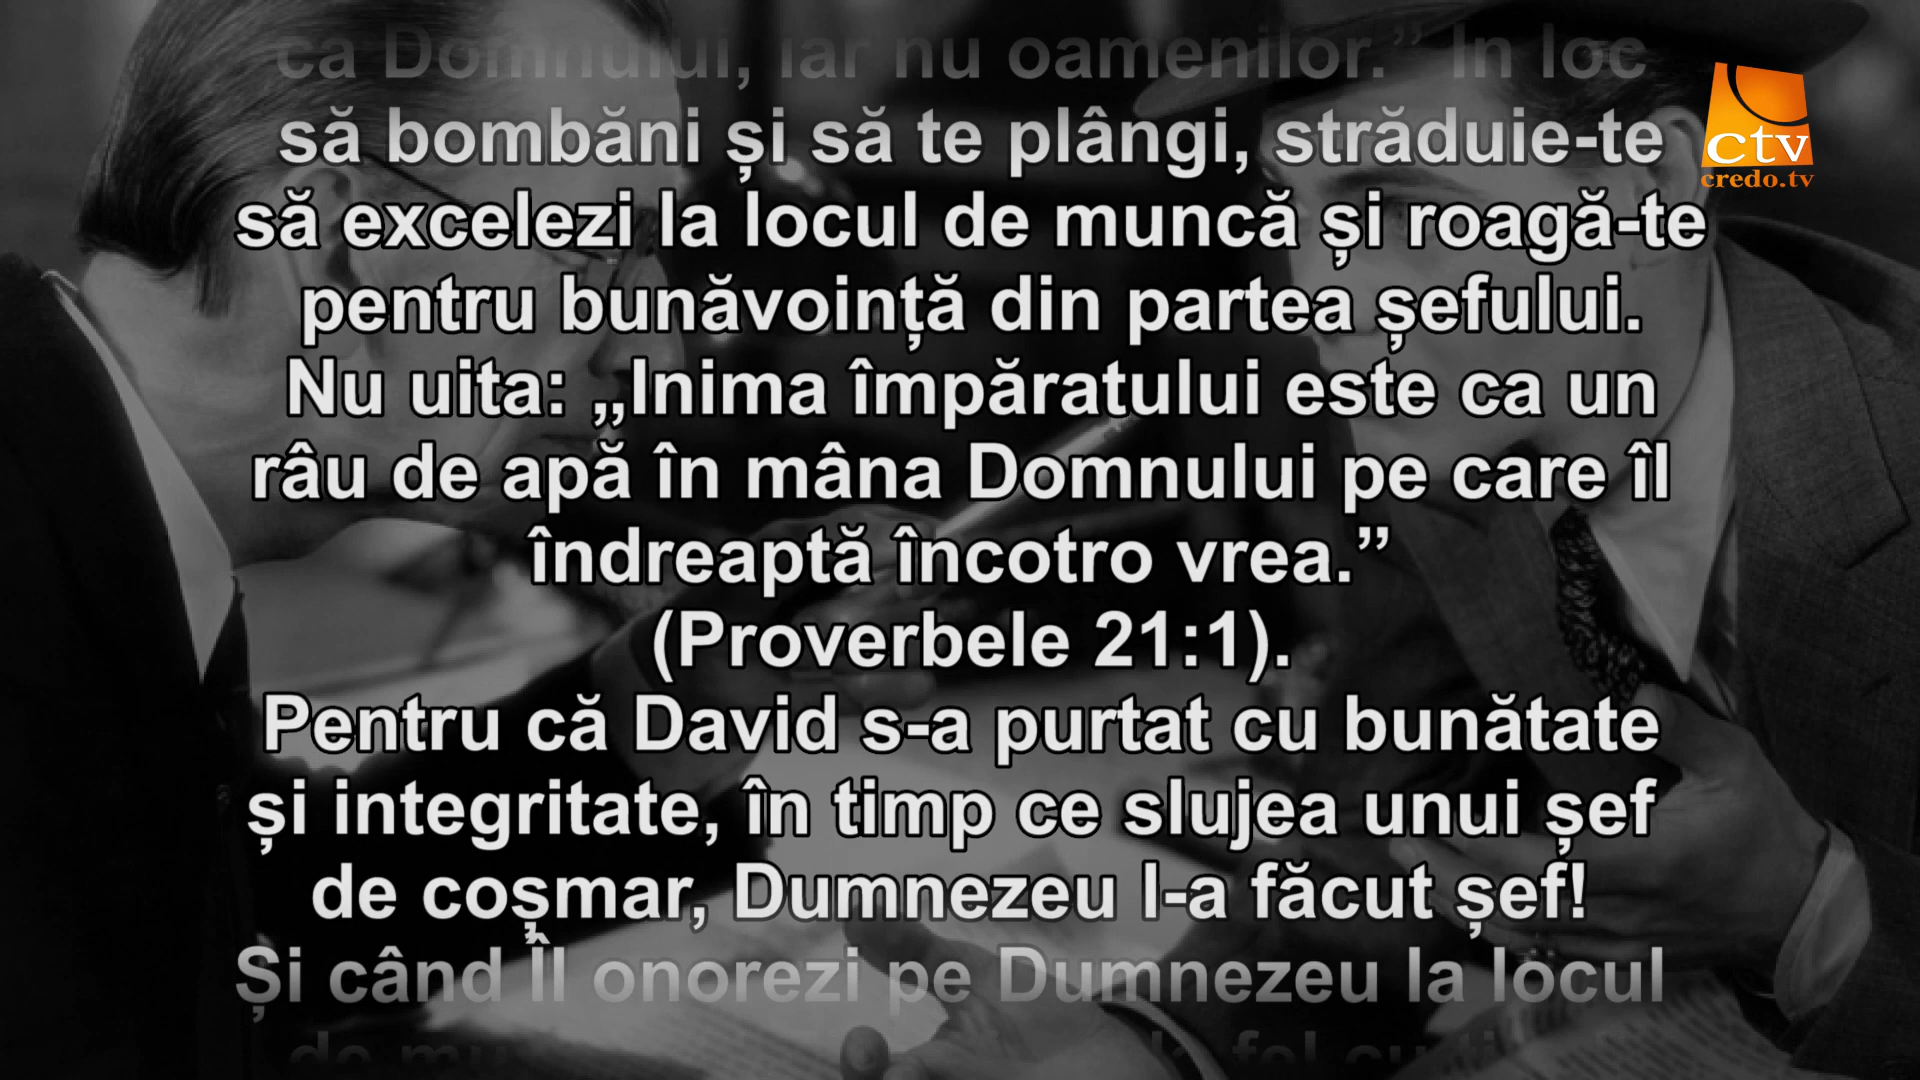 ca Domnului, iar nu oamenilor.” În loc
să bombăni și să te plângi, străduie-te
să excelezi la locul de muncă și roagă-te
pentru bunăvoință din partea șefului.
Nu uita: „Inima împăratului este ca un
râu de apă în mâna Domnului pe care îl
îndreaptă încotro vrea.”
(Proverbele 21:1).
Pentru că David s-a purtat cu bunătate
și integritate, în timp ce slujea unui șef
de coșmar, Dumnezeu l-a făcut șef!
Și când Îl onorezi pe Dumnezeu la locul
de
ctv
credo.tv